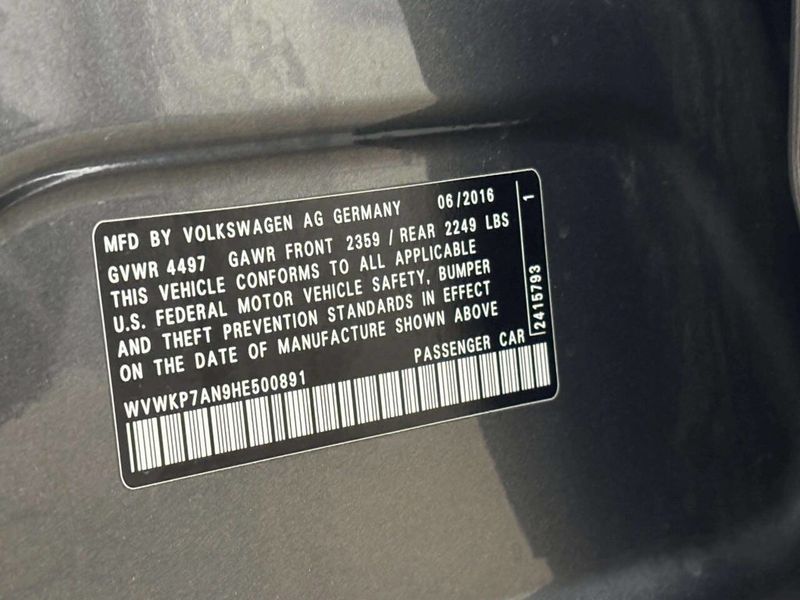 MFD BY VOLKSWAGEN AG GERMANY 06/2016
GVWR 4497 GAWR FRONT 2359 / REAR 2249 LBS
THIS VEHICLE CONFORMS TO ALL APPLICABLE
U.S. FEDERAL MOTOR VEHICLE SAFETY, BUMPER
AND THEFT PREVENTION STANDARDS IN EFFECT
ON THE DATE OF MANUFACTURE SHOWN ABOVE
PASSENGER CAR
WVWKP7AN9HE500891
2415793 1